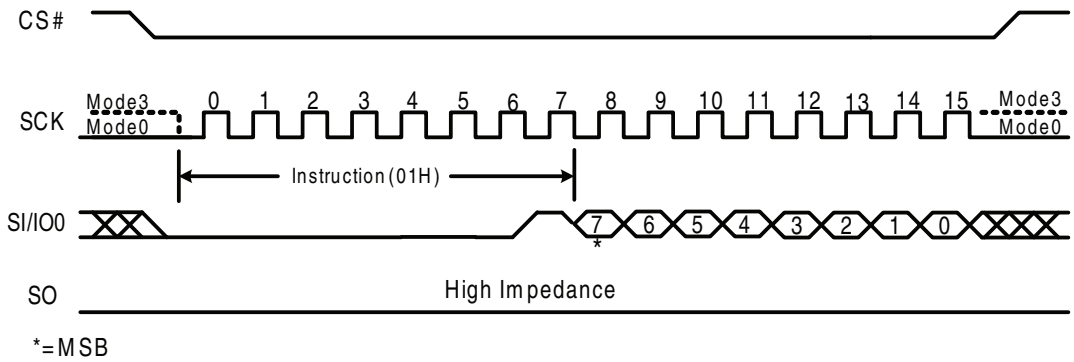 CS#
Mode3 0 1 2 3 4 5 6 7 8 9 10 11 12 13 14 15 Mode3
SCK Mode0 Mode0
Instruction(01H)
SI/IO0 7 6 5 4 3 2 1 0
*
SO High Impedance
*=MSB